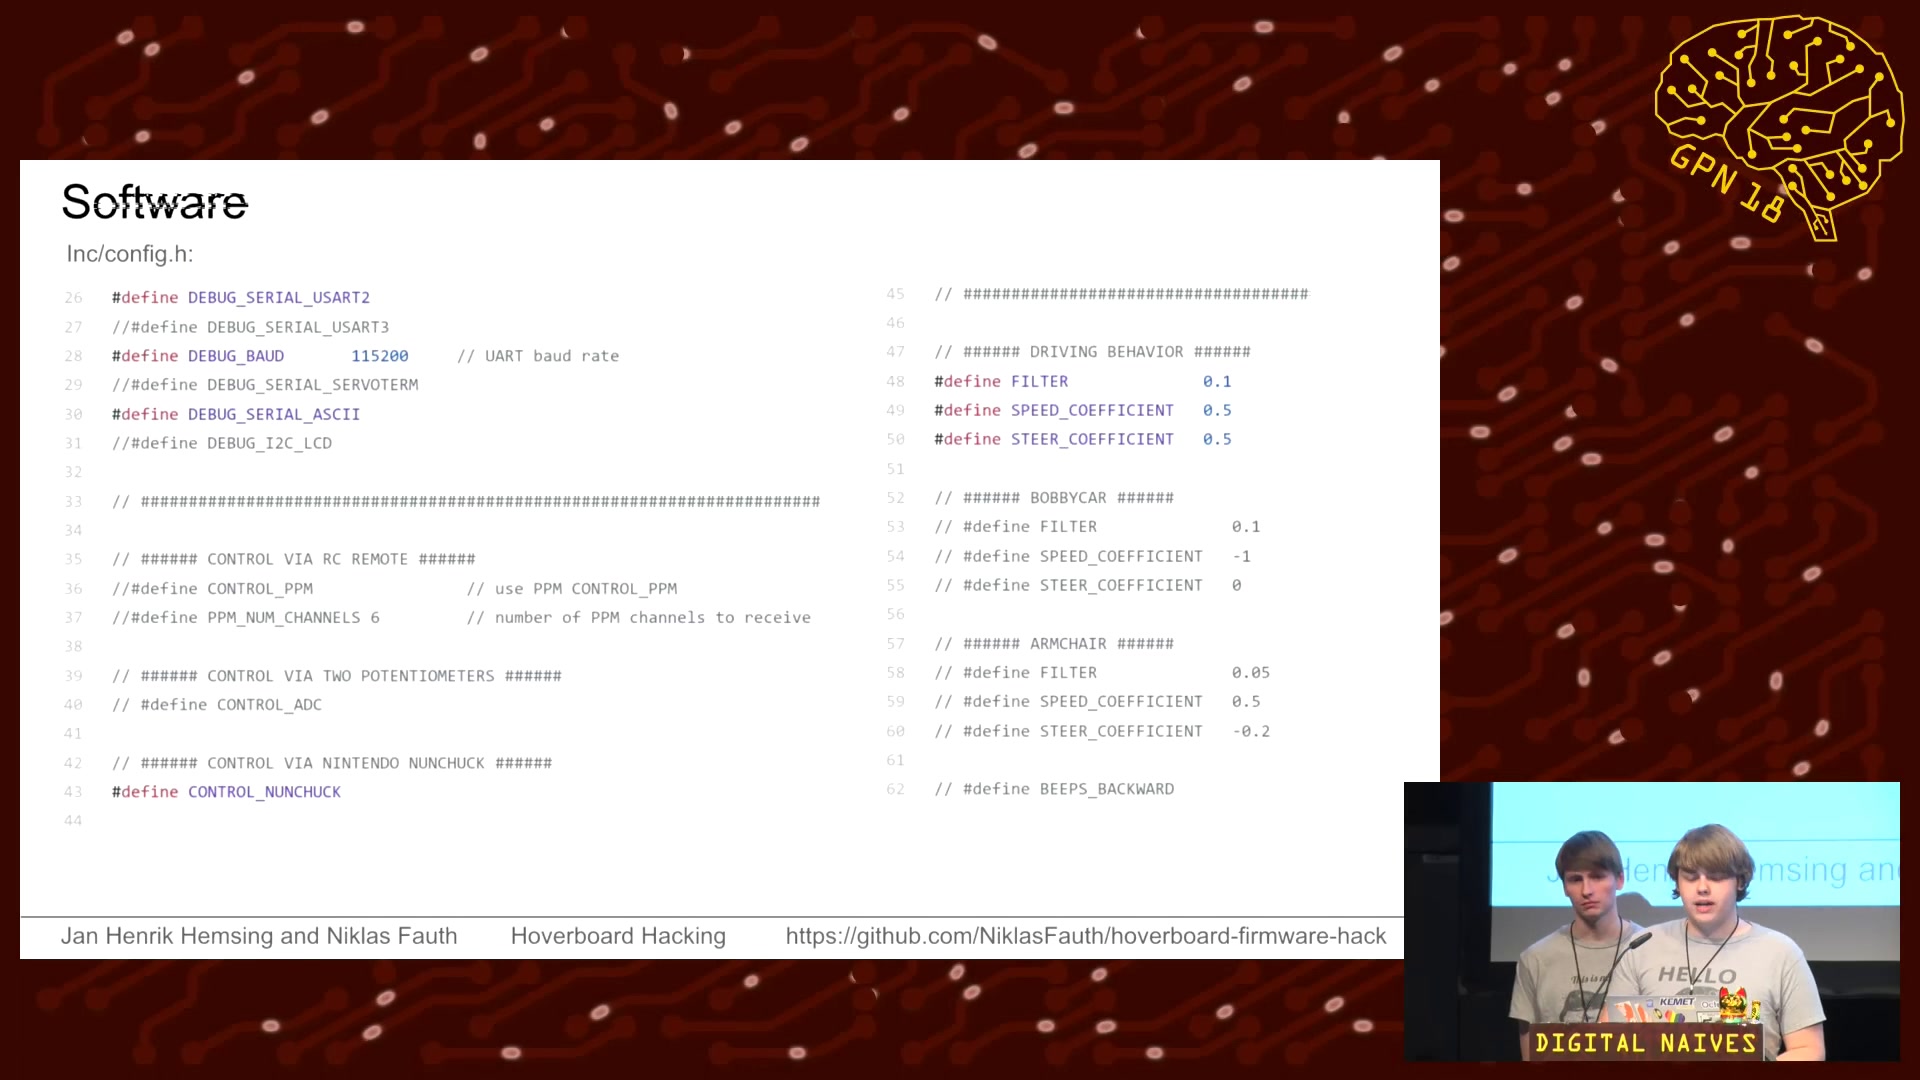 GPN 18
Software
Inc/config.h:
26 #define DEBUG_SERIAL_USART2
27 //#define DEBUG_SERIAL_USART3
28 #define DEBUG_BAUD 115200 // UART baud rate
29 //#define DEBUG_SERIAL_SERVOTERM
30 #define DEBUG_SERIAL_ASCII
31 //#define DEBUG_I2C_LCD
32
33 // #######################################################################
34
35 // ###### CONTROL VIA RC REMOTE ######
36 //#define CONTROL_PPM // use PPM CONTROL_PPM
37 //#define PPM_NUM_CHANNELS 6 // number of PPM channels to receive
38
39 // ###### CONTROL VIA TWO POTENTIOMETERS ######
40 // #define CONTROL_ADC
41
42 // ###### CONTROL VIA NINTENDO NUNCHUCK ######
43 #define CONTROL_NUNCHUCK
44
45 // ####################################
46
47 // ###### DRIVING BEHAVIOR ######
48 #define FILTER 0.1
49 #define SPEED_COEFFICIENT 0.5
50 #define STEER_COEFFICIENT 0.5
51
52 // ###### BOBBYCAR ######
53 // #define FILTER 0.1
54 // #define SPEED_COEFFICIENT -1
55 // #define STEER_COEFFICIENT 0
56
57 // ###### ARMCHAIR ######
58 // #define FILTER 0.05
59 // #define SPEED_COEFFICIENT 0.5
60 // #define STEER_COEFFICIENT -0.2
61
62 // #define BEEPS_BACKWARD
Jan Henrik Hemsing and Niklas Fauth Hoverboard Hacking https://github.com/NiklasFauth/hoverboard-firmware-hack
HELLO
KEMET
DIGITAL NAIVES